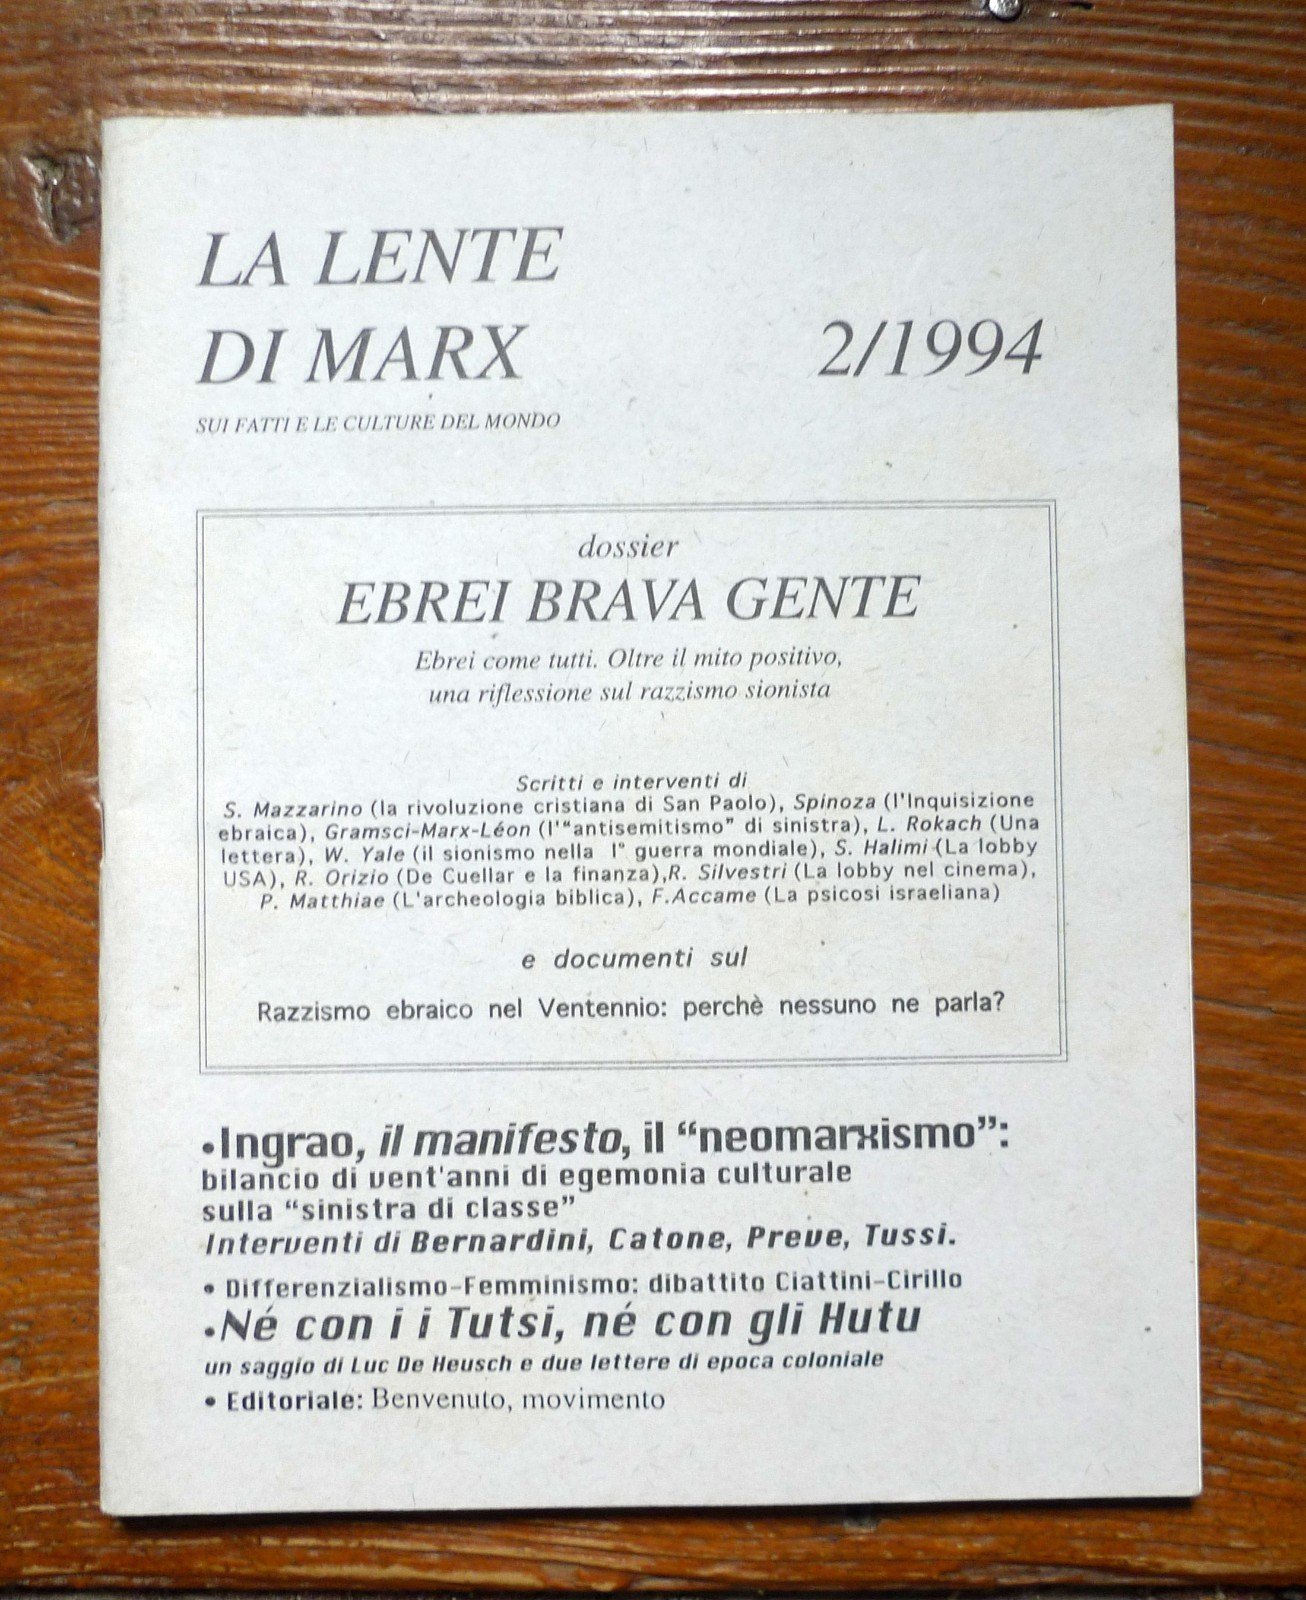 LA LENTE
DI MARX
2/1994
SUI FATTI E LE CULTURE DEL MONDO
dossier
EBREI BRAVA GENTE
Ebrei come tutti. Oltre il mito positivo,
una riflessione sul razzismo sionista
Scritti e interventi di
S. Mazzarino (la rivoluzione cristiana di San Paolo), Spinoza (l'Inquisizione
ebraica), Gramsci-Marx-Léon (l'"antisemitismo" di sinistra), L. Rokach (Una
lettera), W. Yale (il sionismo nella I° guerra mondiale), S. Halimi (La lobby
USA), R. Orizio (De Cuellar e la finanza),R. Silvestri (La lobby nel cinema),
P. Matthiae (L'archeologia biblica), F.Accame (La psicosi israeliana)
e documenti sul
Razzismo ebraico nel Ventennio: perchè nessuno ne parla?
•Ingrao, il manifesto, il "neomarxismo":
bilancio di vent'anni di egemonia culturale
sulla "sinistra di classe"
Interventi di Bernardini, Catone, Preve, Tussi.
• Differenzialismo-Femminismo: dibattito Ciattini-Cirillo
•Né con i i Tutsi, né con gli Hutu
un saggio di Luc De Heusch e due lettere di epoca coloniale
• Editoriale: Benvenuto, movimento